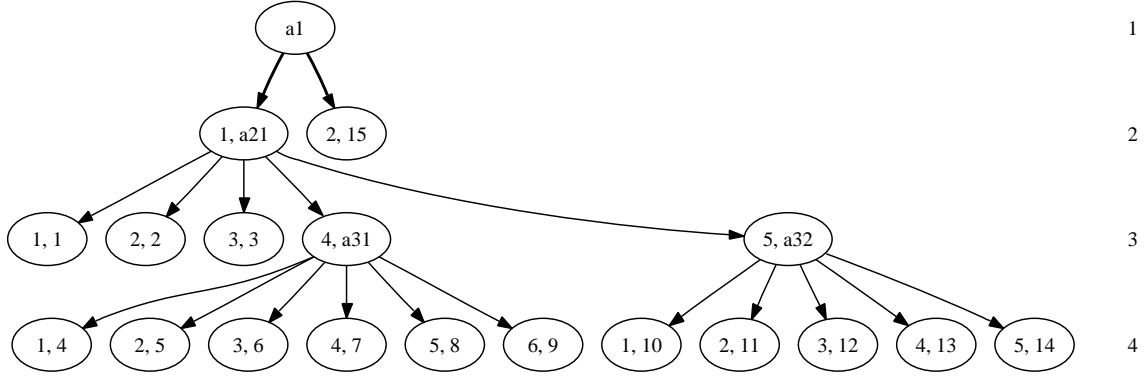 a1 1
1, a21 2, 15 2
1, 1 2, 2 3, 3 4, a31 5, a32 3
1, 4 2, 5 3, 6 4, 7 5, 8 6, 9 1, 10 2, 11 3, 12 4, 13 5, 14 4